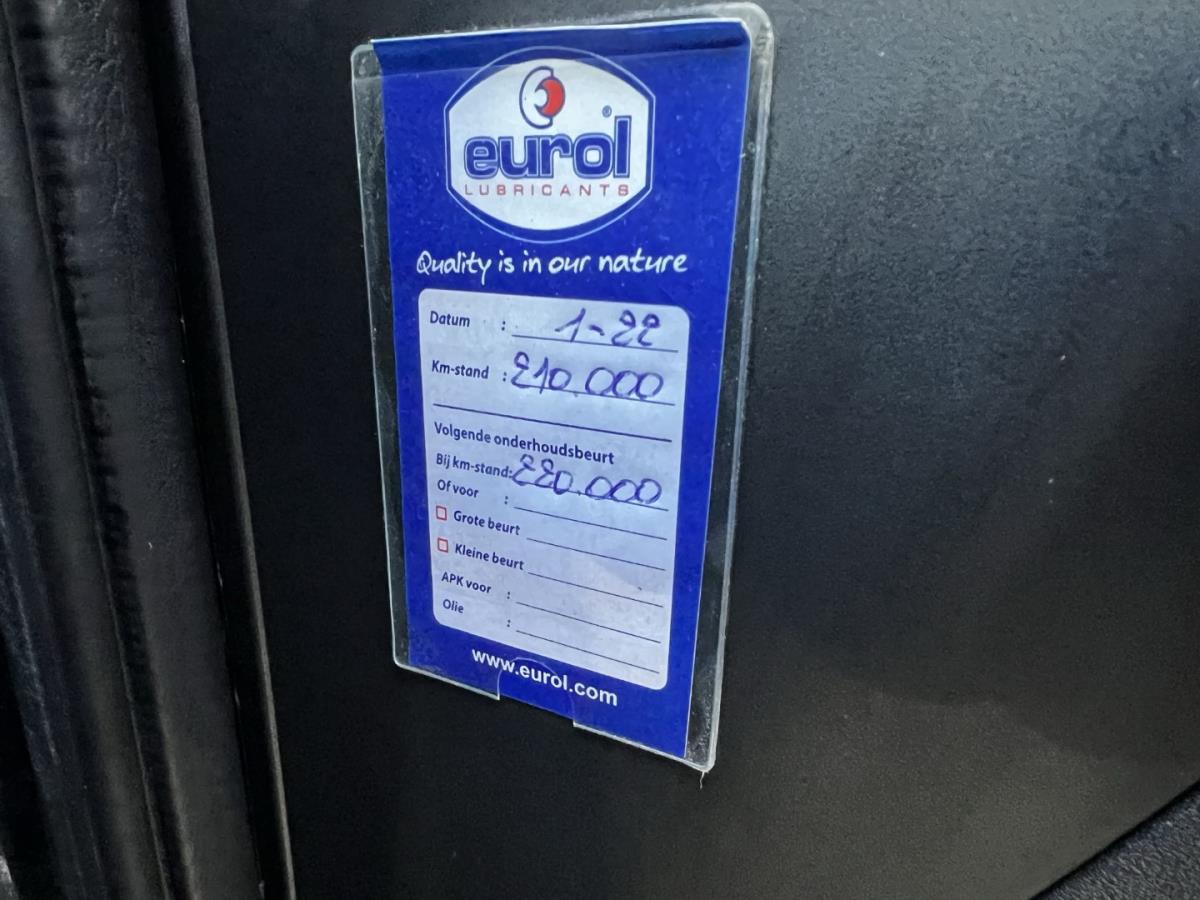 eurol®
LUBRICANTS
Quality is in our nature
Datum : 1-22
Km-stand : 210.000
Volgende onderhoudsbeurt
Bij km-stand: 220.000
Of voor :
Grote beurt
Kleine beurt
APK voor :
Olie :
www.eurol.com